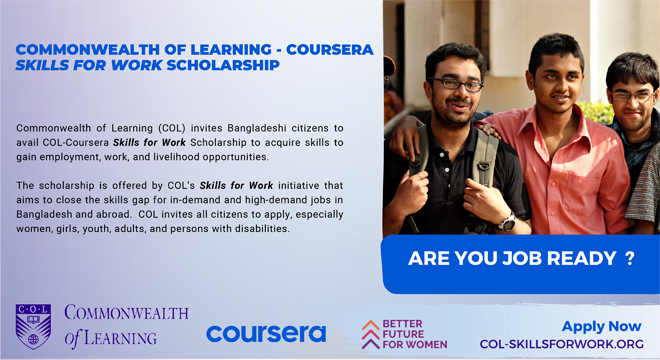 COMMONWEALTH OF LEARNING - COURSERA
SKILLS FOR WORK SCHOLARSHIP
Commonwealth of Learning (COL) invites Bangladeshi citizens to
avail COL-Coursera Skills for Work Scholarship to acquire skills to
gain employment, work, and livelihood opportunities.
The scholarship is offered by COL's Skills for Work initiative that
aims to close the skills gap for in-demand and high-demand jobs in
Bangladesh and abroad. COL invites all citizens to apply, especially
women, girls, youth, adults, and persons with disabilities.
ARE YOU JOB READY ?
C·O·L
COMMONWEALTH
of LEARNING
coursera
BETTER
FUTURE
FOR WOMEN
Apply Now
COL-SKILLSFORWORK.ORG